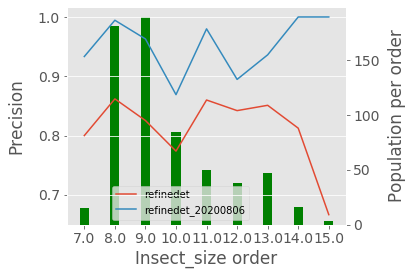 1.0
0.9
0.8
0.7
Precision
150
100
50
0
Population per order
refinedet
refinedet_20200806
7.0 8.0 9.0 10.0 11.0 12.0 13.0 14.0 15.0
Insect_size order